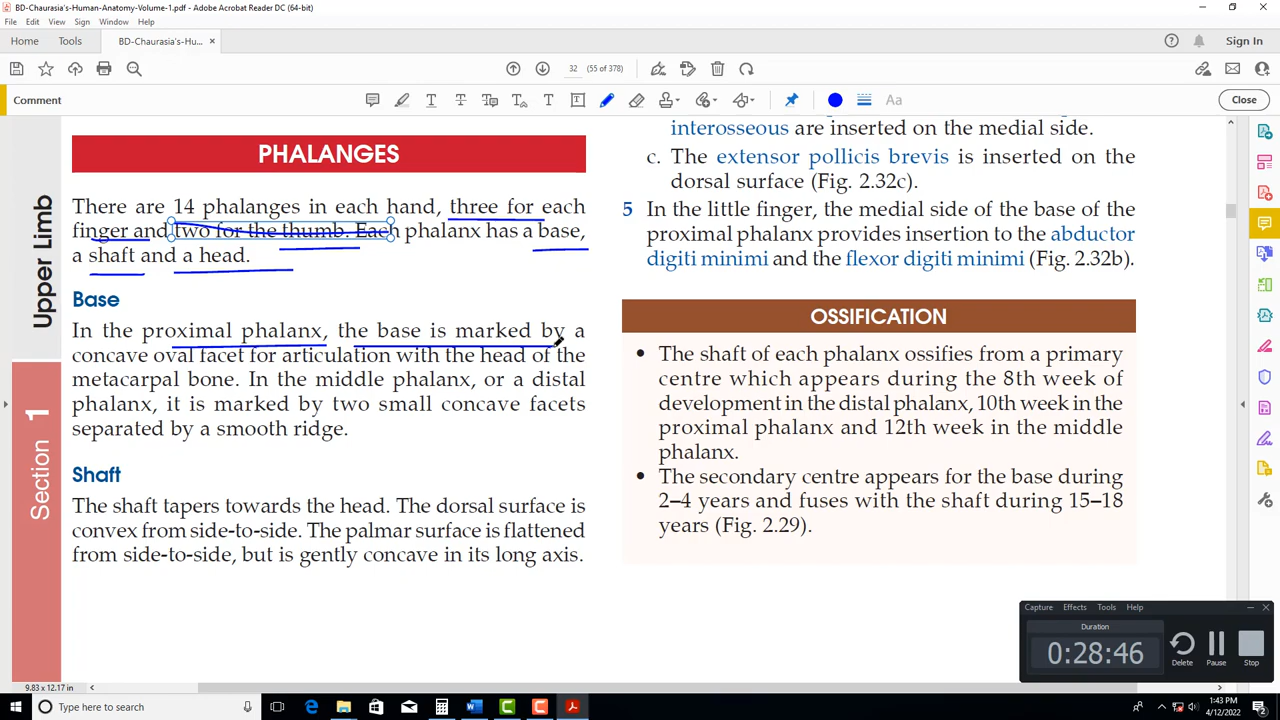 BD-Chaurasia's-Human-Anatomy-Volume-1.pdf - Adobe Acrobat Reader DC (64-bit)
File Edit View Sign Window Help
Home Tools BD-Chaurasia's-Hu... × Sign In
32 (55 of 378)
Comment Close
Upper Limb
Section 1
PHALANGES
There are 14 phalanges in each hand, three for each
finger and two for the thumb. Each phalanx has a base,
a shaft and a head.
Base
In the proximal phalanx, the base is marked by a
concave oval facet for articulation with the head of the
metacarpal bone. In the middle phalanx, or a distal
phalanx, it is marked by two small concave facets
separated by a smooth ridge.
Shaft
The shaft tapers towards the head. The dorsal surface is
convex from side-to-side. The palmar surface is flattened
from side-to-side, but is gently concave in its long axis.
interosseous are inserted on the medial side.
c. The extensor pollicis brevis is inserted on the
dorsal surface (Fig. 2.32c).
5 In the little finger, the medial side of the base of the
proximal phalanx provides insertion to the abductor
digiti minimi and the flexor digiti minimi (Fig. 2.32b).
OSSIFICATION
• The shaft of each phalanx ossifies from a primary
centre which appears during the 8th week of
development in the distal phalanx, 10th week in the
proximal phalanx and 12th week in the middle
phalanx.
• The secondary centre appears for the base during
2–4 years and fuses with the shaft during 15–18
years (Fig. 2.29).
Capture Effects Tools Help
Duration
0:28:46
Delete Pause Stop
9.83 x 12.17 in
Type here to search
1:43 PM
4/12/2022
2